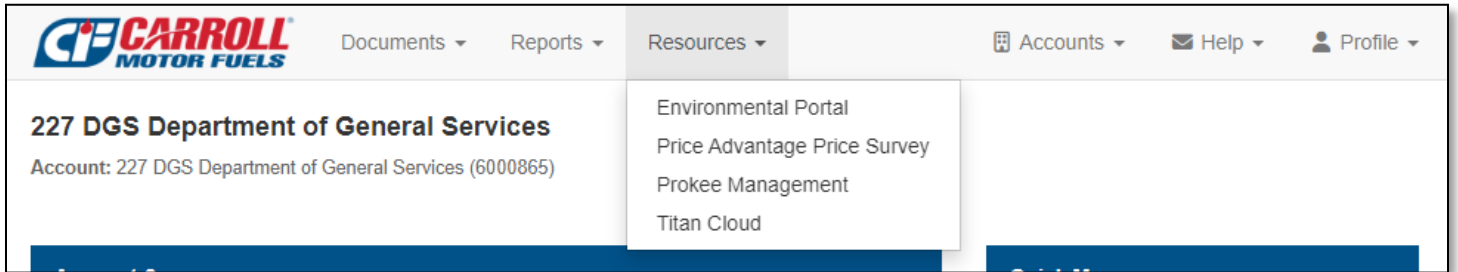 CARROLL
MOTOR FUELS
Documents
Reports
Resources
Accounts
Help
Profile
Environmental Portal
Price Advantage Price Survey
Prokee Management
Titan Cloud
227 DGS Department of General Services
Account: 227 DGS Department of General Services (6000865)